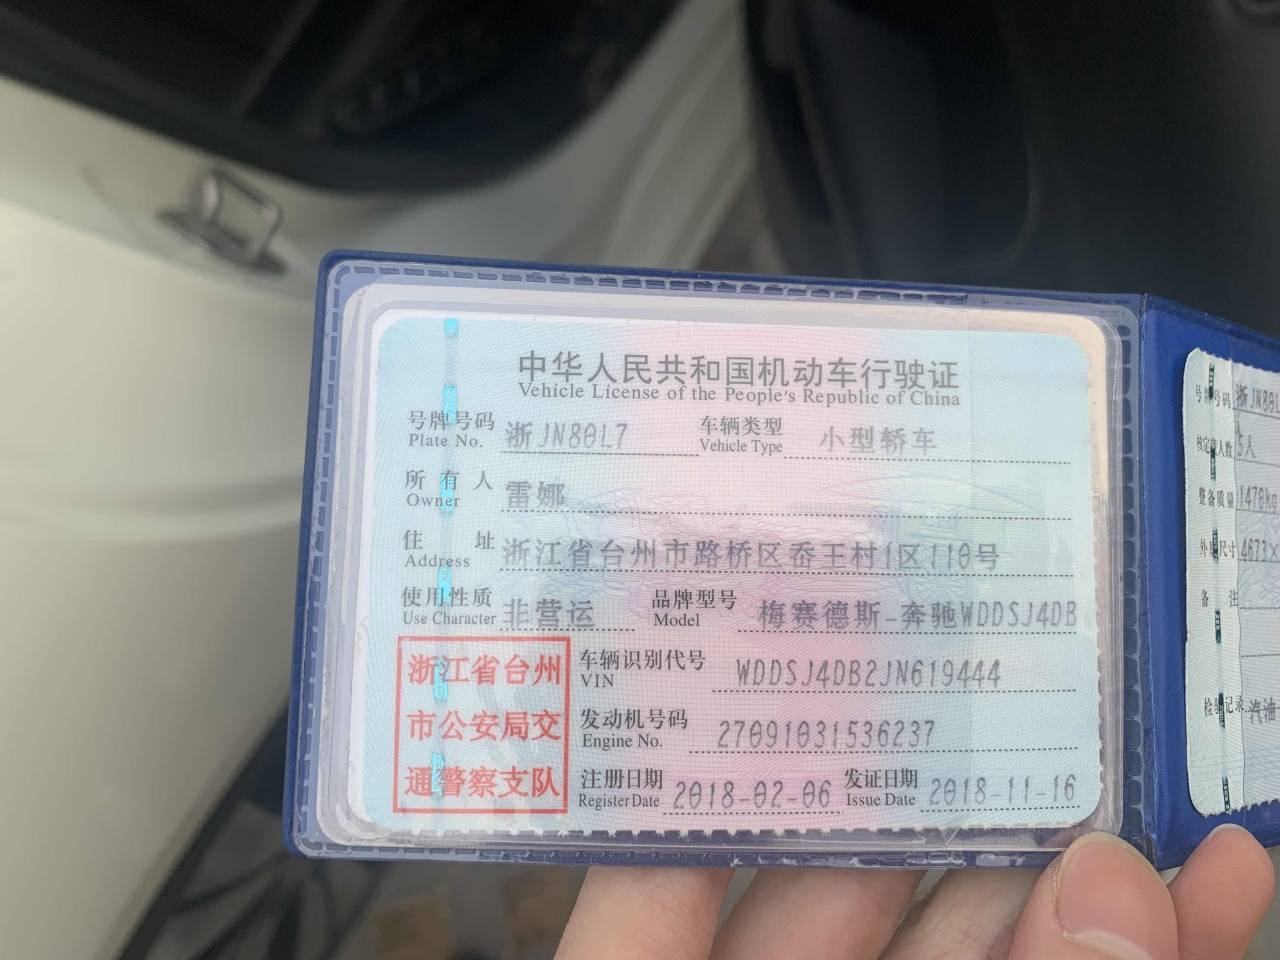 中华人民共和国机动车行驶证
Vehicle License of the People's Republic of China
号牌号码 浙JN80L7 车辆类型 小型轿车
Plate No. Vehicle Type
所有人 雷娜
Owner
住址 浙江省台州市路桥区岙王村1区110号
Address
使用性质 非营运 品牌型号 梅赛德斯-奔驰WDDSJ4DB
Use Character Model
浙江省台州
市公安局交
通警察支队
车辆识别代号 WDDSJ4DB2JN619444
VIN
发动机号码 27091031536237
Engine No.
注册日期 2018-02-06 发证日期 2018-11-16
Register Date Issue Date
号牌号码 浙JN80L
核定载人数 5人
整备质量 1470kg
外廓尺寸 4673×
备注
检验记录 汽油